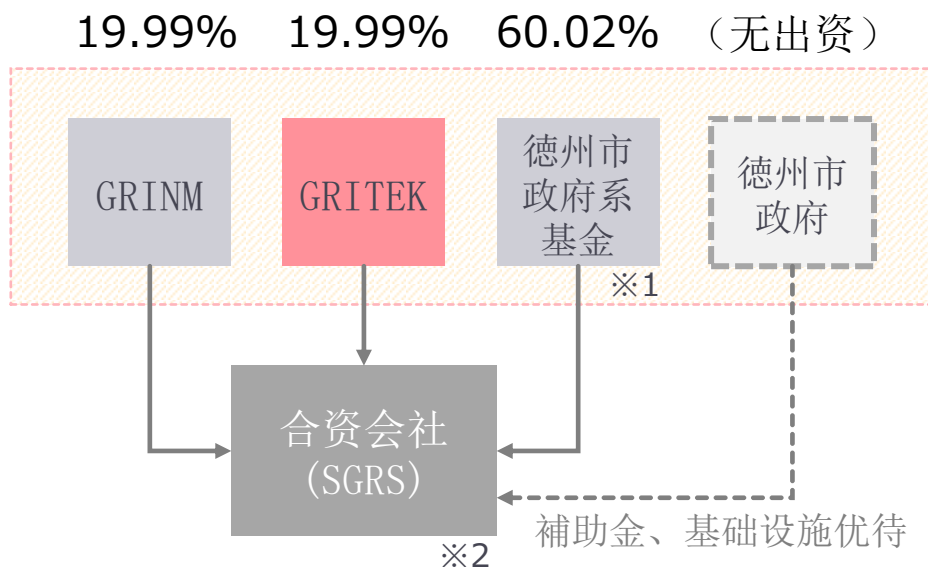 19.99% 19.99% 60.02% （无出资）
GRINM
GRITEK
徳州市
政府系
基金
徳州市
政府
※1
合资会社
(SGRS)
※2
補助金、基础设施优待